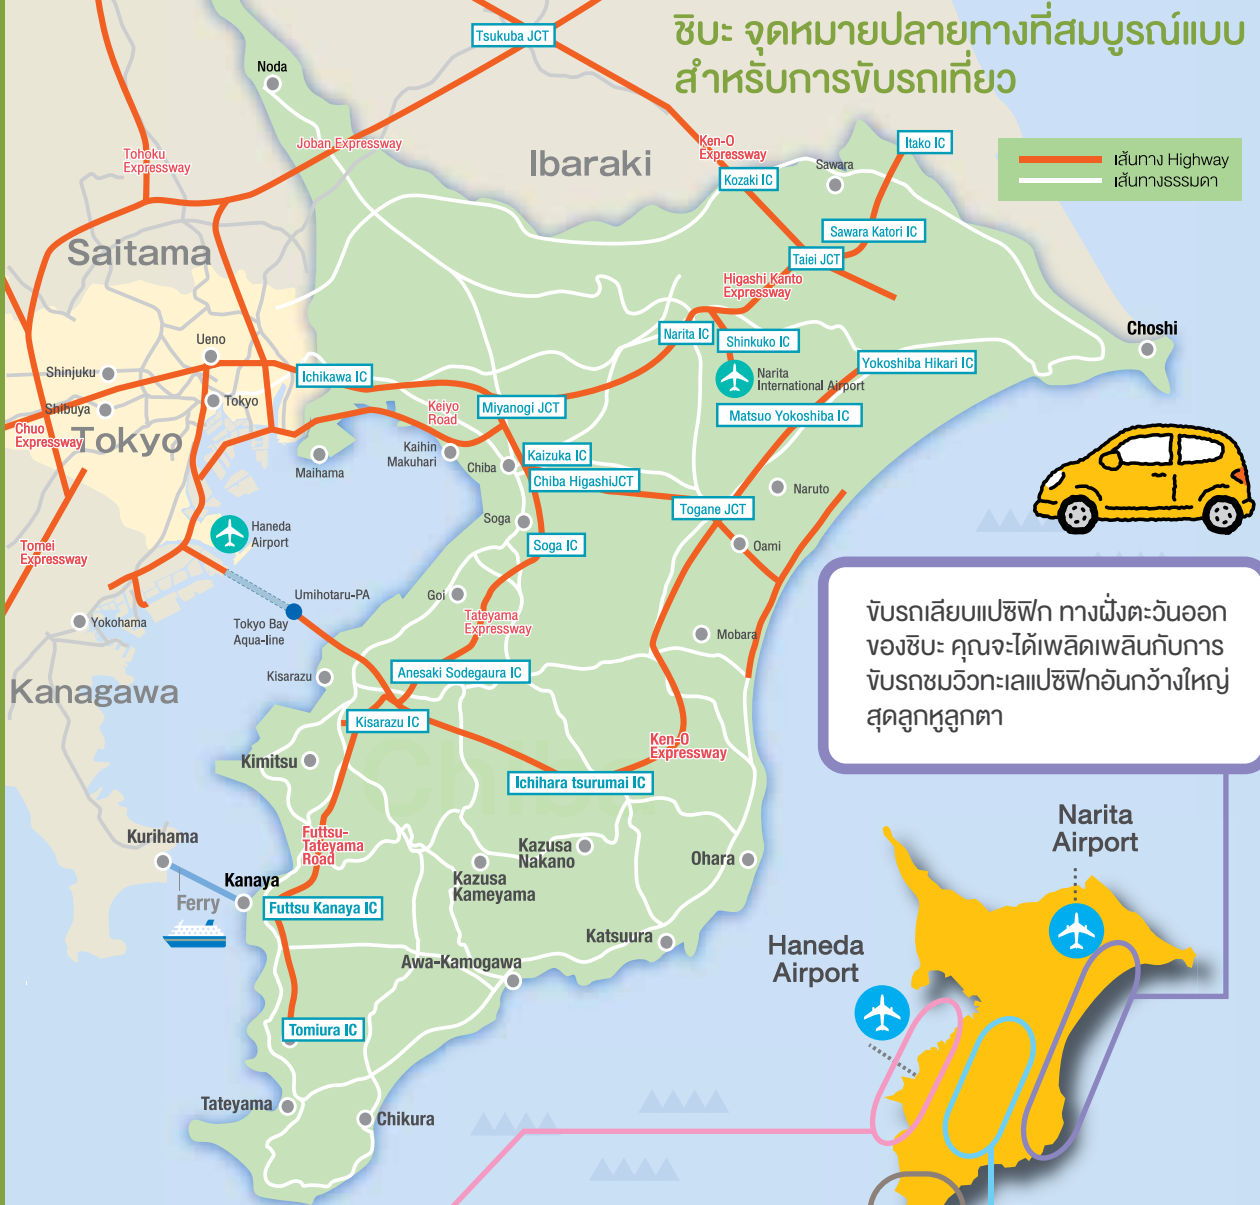 ชิบะ จุดหมายปลายทางที่สมบูรณ์แบบ
สำหรับการขับรถเที่ยว
Tsukuba JCT
Noda
Joban Expressway
Tohoku
Expressway
Ibaraki
Ken-O
Expressway
Itako IC
Sawara
Kozaki IC
เส้นทาง Highway
เส้นทางธรรมดา
Saitama
Sawara Katori IC
Taiei JCT
Higashi Kanto
Expressway
Narita IC
Shinkuko IC
Choshi
Ueno
Shinjuku
Ichikawa IC
Yokoshiba Hikari IC
Narita
International Airport
Shibuya
Tokyo
Keiyo
Road
Miyanogi JCT
Matsuo Yokoshiba IC
Chuo
Expressway
Tokyo
Maihama
Kaihin
Makuhari
Chiba
Kaizuka IC
Chiba HigashiJCT
Naruto
Togane JCT
Haneda
Airport
Soga
Soga IC
Oami
Tomei
Expressway
Umihotaru-PA
Goi
Yokohama
Tokyo Bay
Aqua-line
Tateyama
Expressway
Mobara
ขับรถเลียบแปซิฟิก ทางฝั่งตะวันออก
ของชิบะ คุณจะได้เพลิดเพลินกับการ
ขับรถชมวิวทะเลแปซิฟิกอันกว้างใหญ่
สุดลูกหูลูกตา
Kisarazu
Anesaki Sodegaura IC
Kanagawa
Kisarazu IC
Ken-O
Expressway
Kimitsu
Chiba
Ichihara tsurumai IC
Kurihama
Futtsu-
Tateyama
Road
Kazusa
Nakano
Ohara
Kazusa
Kameyama
Kanaya
Ferry
Futtsu Kanaya IC
Katsuura
Awa-Kamogawa
Tomiura IC
Tateyama
Chikura
Narita
Airport
Haneda
Airport